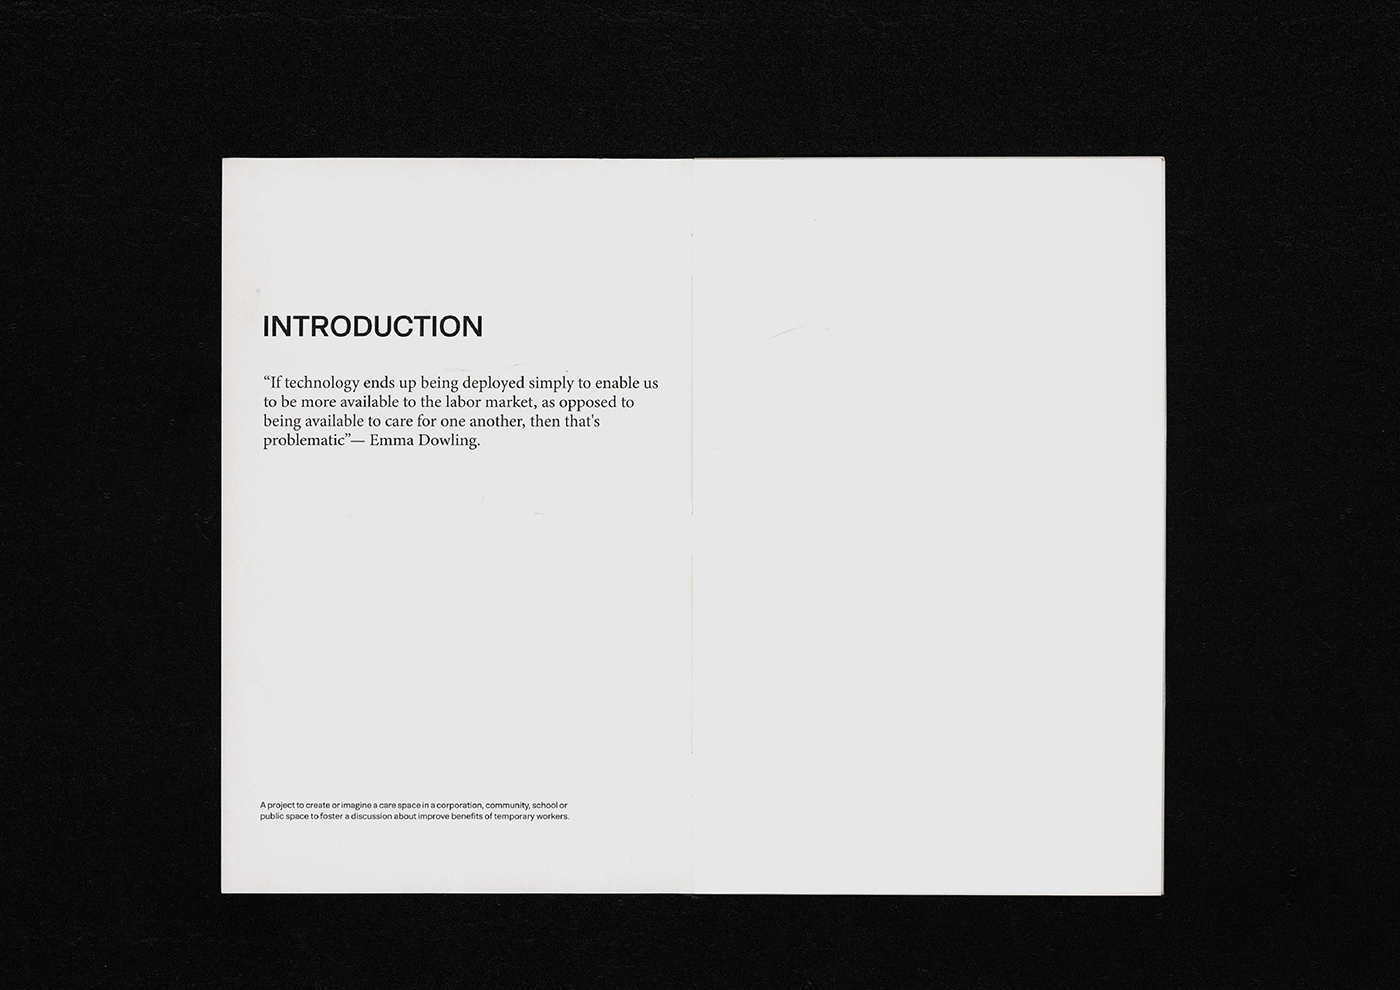 INTRODUCTION
“If technology ends up being deployed simply to enable us
to be more available to the labor market, as opposed to
being available to care for one another, then that's
problematic”— Emma Dowling.
A project to create or imagine a care space in a corporation, community, school or
public space to foster a discussion about improve benefits of temporary workers.